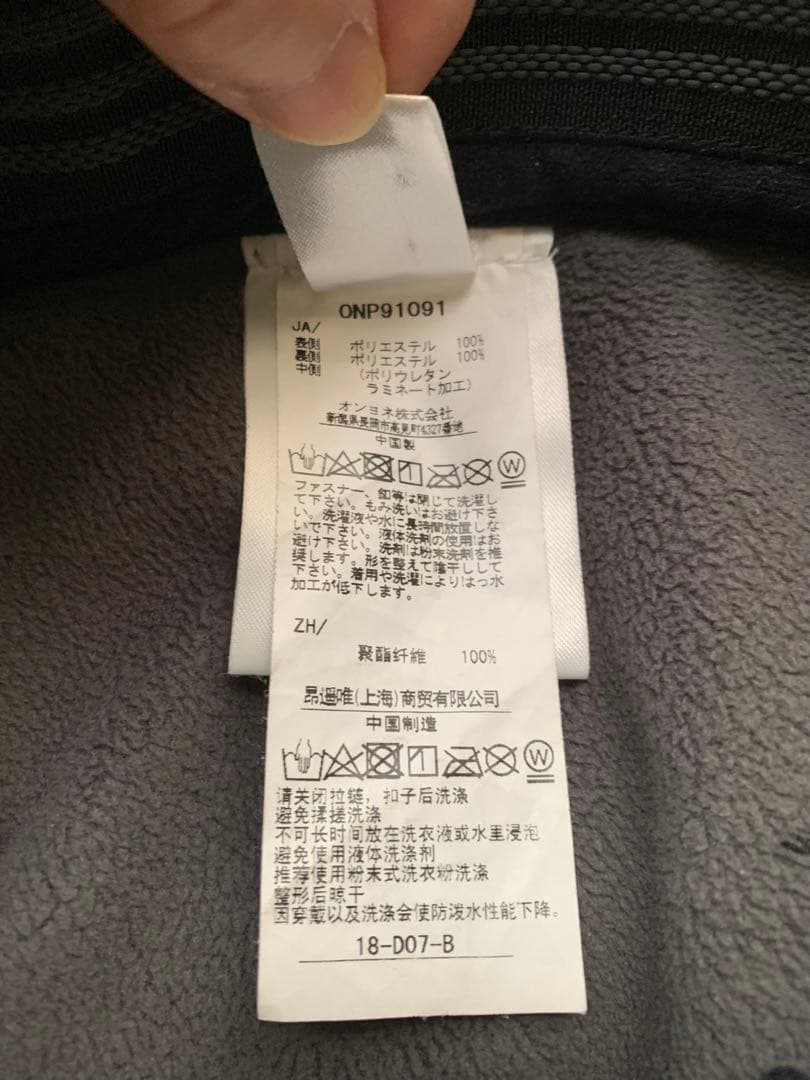 ONP91091
JA/
表側 ポリエステル 100%
裏側 ポリエステル 100%
中側 (ポリウレタン
ラミネート加工)
オンヨネ株式会社
新潟県長岡市高見町4327番地
中国製
W
ファスナー、釦等は閉じて洗濯し
て下さい。もみ洗いはお避け下さ
い。洗濯液や水に長時間放置しな
いで下さい。液体洗剤の使用はお
避け下さい。洗剤は粉末洗剤を推
奨します。形を整えて陰干しして
下さい。着用や洗濯によりはっ水
加工が低下します。
ZH/
聚酯纤维 100%
昂遥唯(上海)商贸有限公司
中国制造
W
请关闭拉链，扣子后洗涤
避免揉搓洗涤
不可长时间放在洗衣液或水里浸泡
避免使用液体洗涤剂
推荐使用粉末式洗衣粉洗涤
整形后晾干
因穿戴以及洗涤会使防泼水性能下降。
18-D07-B